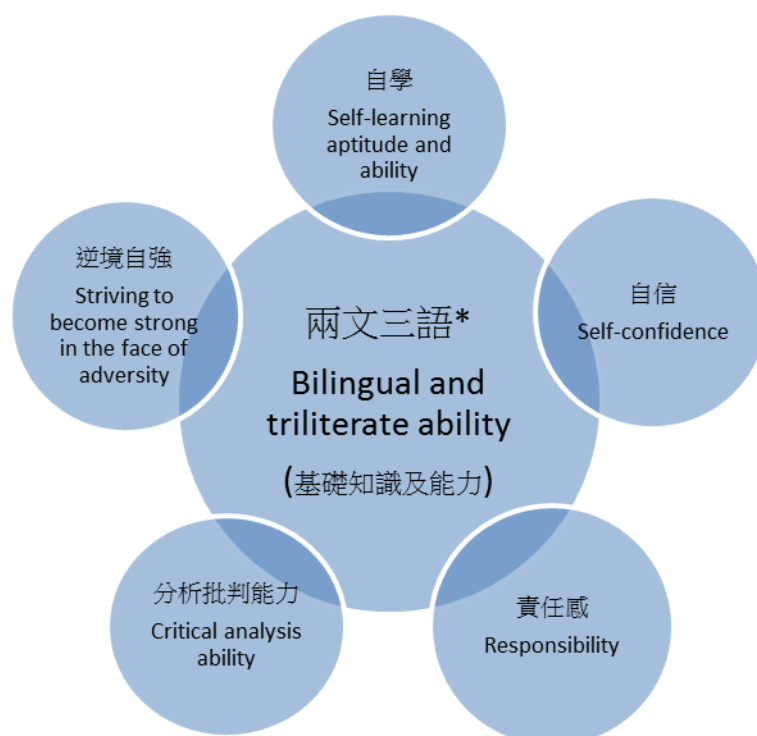 自學
Self-learning
aptitude and
ability
逆境自強
Striving to
become strong
in the face of
adversity
自信
Self-confidence
兩文三語*
Bilingual and
triliterate ability
(基礎知識及能力)
分析批判能力
Critical analysis
ability
責任感
Responsibility